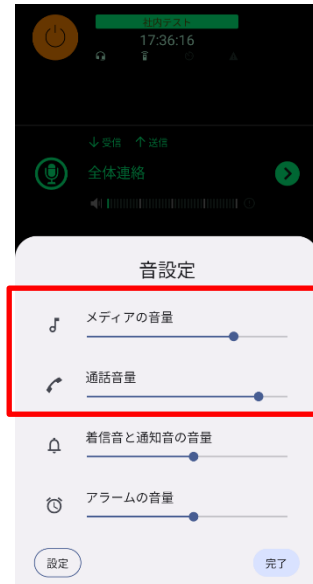 社内テスト
17:36:16
↓受信 ↑送信
全体連絡
音設定
メディアの音量
通話音量
着信音と通知音の音量
アラームの音量
設定
完了